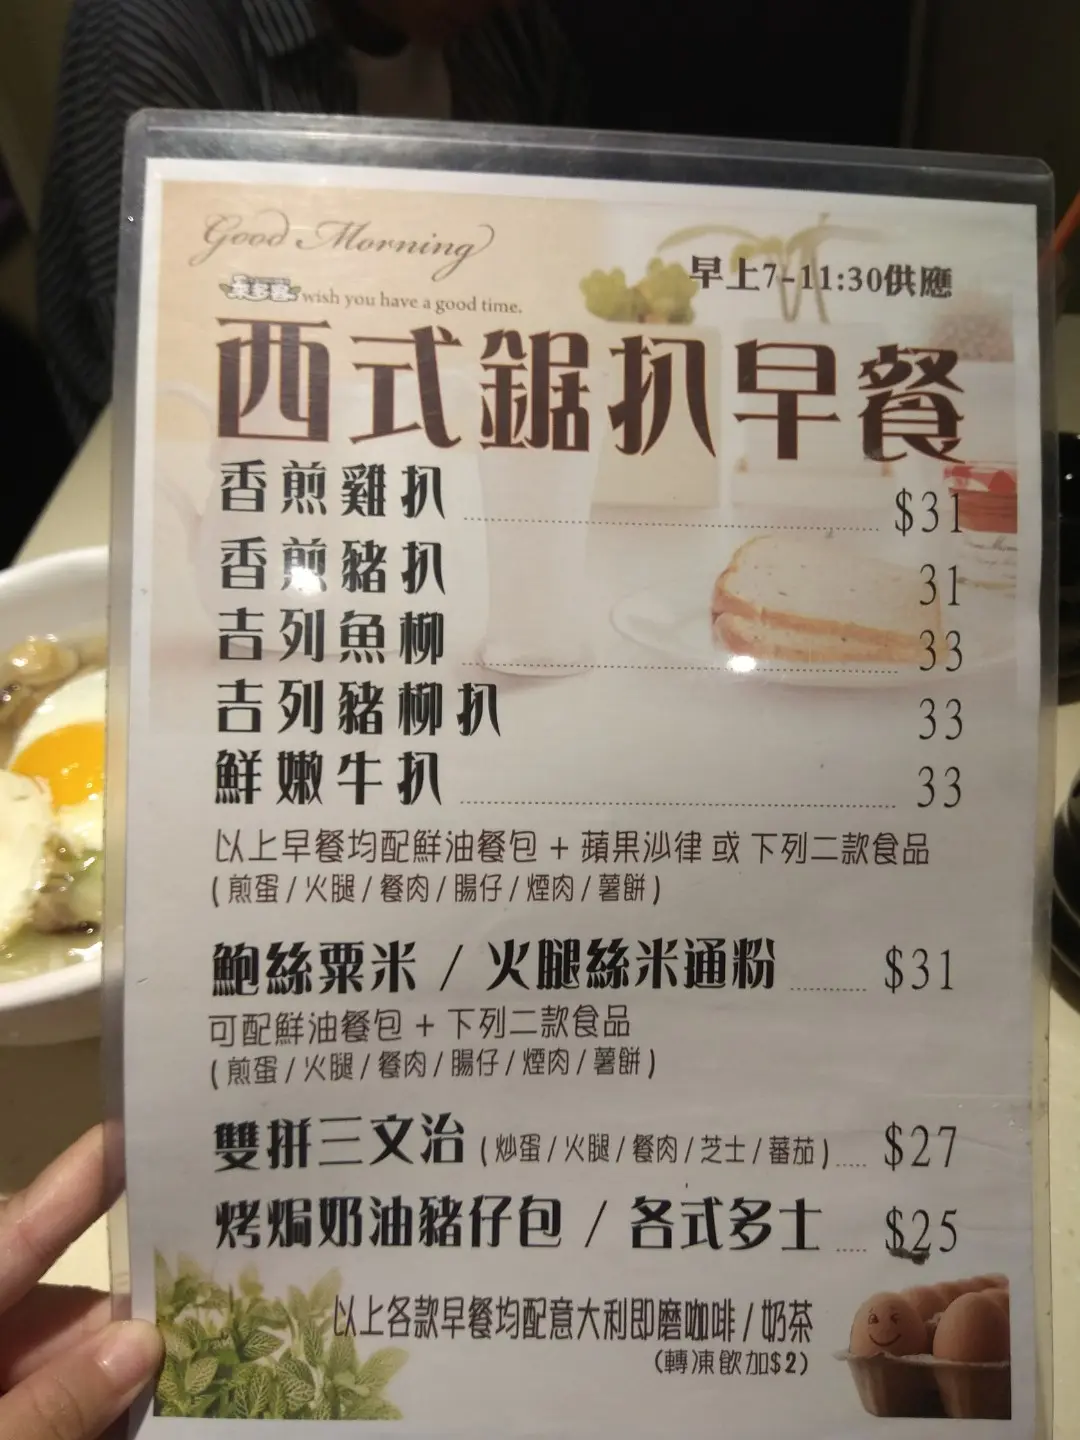 Good Morning
早上7-11:30供應
wish you have a good time.
西式鋸扒早餐
香煎雞扒 $31
香煎豬扒 31
吉列魚柳 33
吉列豬柳扒 33
鮮嫩牛扒 33
以上早餐均配鮮油餐包 + 蘋果沙律 或 下列二款食品
( 煎蛋 / 火腿 / 餐肉 / 腸仔 / 煙肉 / 薯餅 )
鮑絲粟米 / 火腿絲米通粉 $31
可配鮮油餐包 + 下列二款食品
( 煎蛋 / 火腿 / 餐肉 / 腸仔 / 煙肉 / 薯餅 )
雙拼三文治 ( 炒蛋 / 火腿 / 餐肉 / 芝士 / 蕃茄 ) $27
烤焗奶油豬仔包 / 各式多士 $25
以上各款早餐均配意大利即磨咖啡 / 奶茶
(轉凍飲加$2)